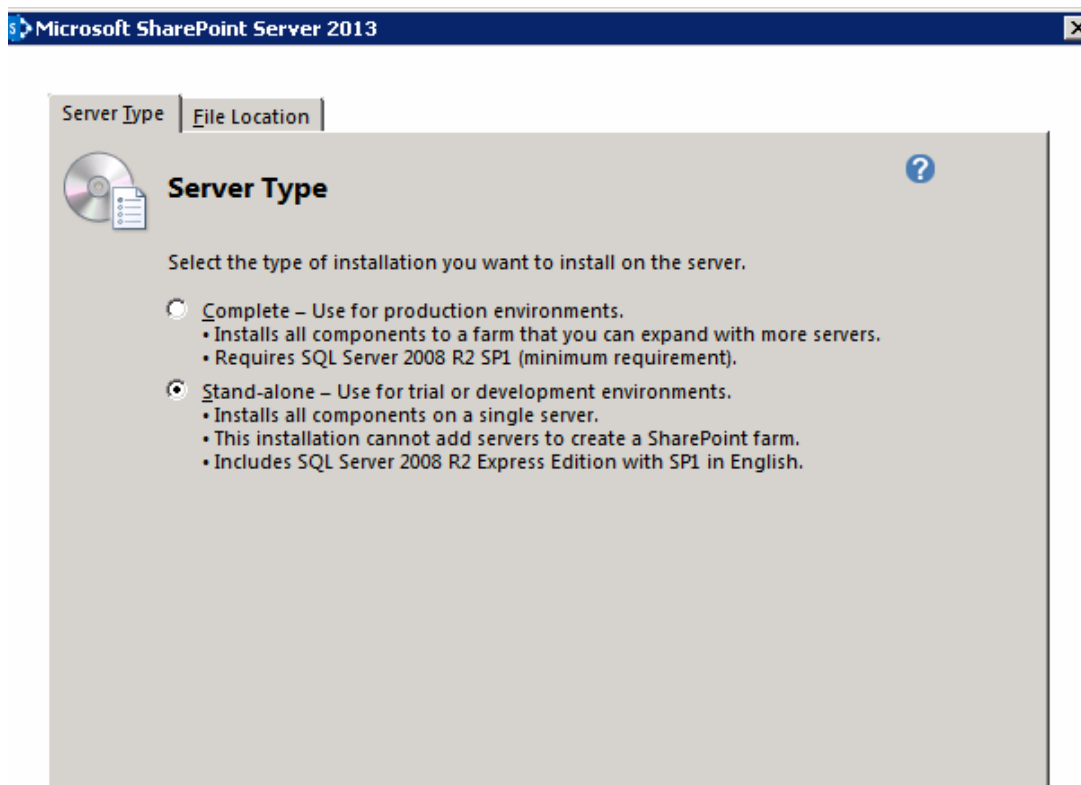 Microsoft SharePoint Server 2013
Server Type
File Location
Server Type
Select the type of installation you want to install on the server.
Complete – Use for production environments.
• Installs all components to a farm that you can expand with more servers.
• Requires SQL Server 2008 R2 SP1 (minimum requirement).
Stand-alone – Use for trial or development environments.
• Installs all components on a single server.
• This installation cannot add servers to create a SharePoint farm.
• Includes SQL Server 2008 R2 Express Edition with SP1 in English.